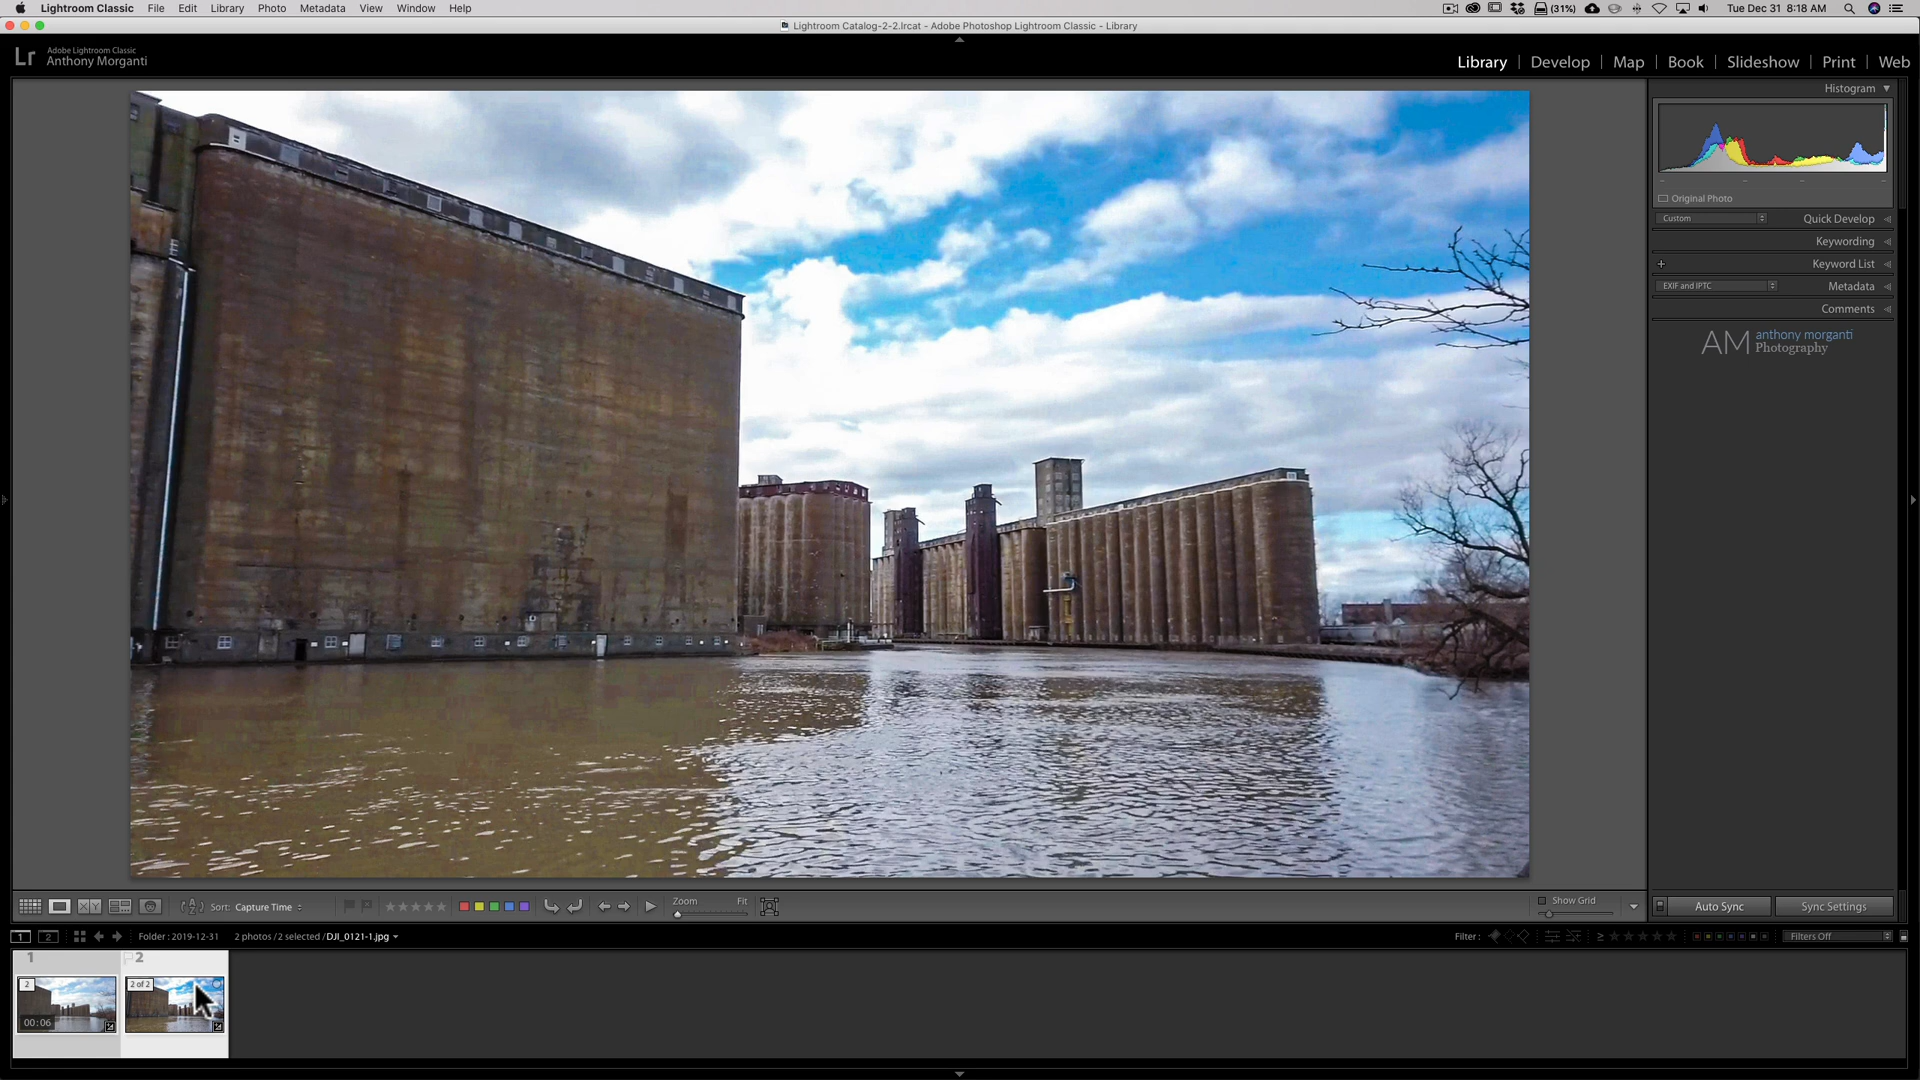 Lightroom Classic File Edit Library Photo Metadata View Window Help (31%) Tue Dec 31 8:18 AM
Lightroom Catalog-2-2.lrcat - Adobe Photoshop Lightroom Classic - Library
Lr Adobe Lightroom Classic
Anthony Morganti
Library | Develop | Map | Book | Slideshow | Print | Web
Histogram
Original Photo
Custom Quick Develop
Keywording
+ Keyword List
EXIF and IPTC Metadata
Comments
AM anthony morganti
Photography
XY Sort: Capture Time Zoom Fit Show Grid Auto Sync Sync Settings
1 2 Folder : 2019-12-31 2 photos / 2 selected / DJI_0121-1.jpg Filter : ≥ Filters Off
1 2
2 2 of 2
00:06